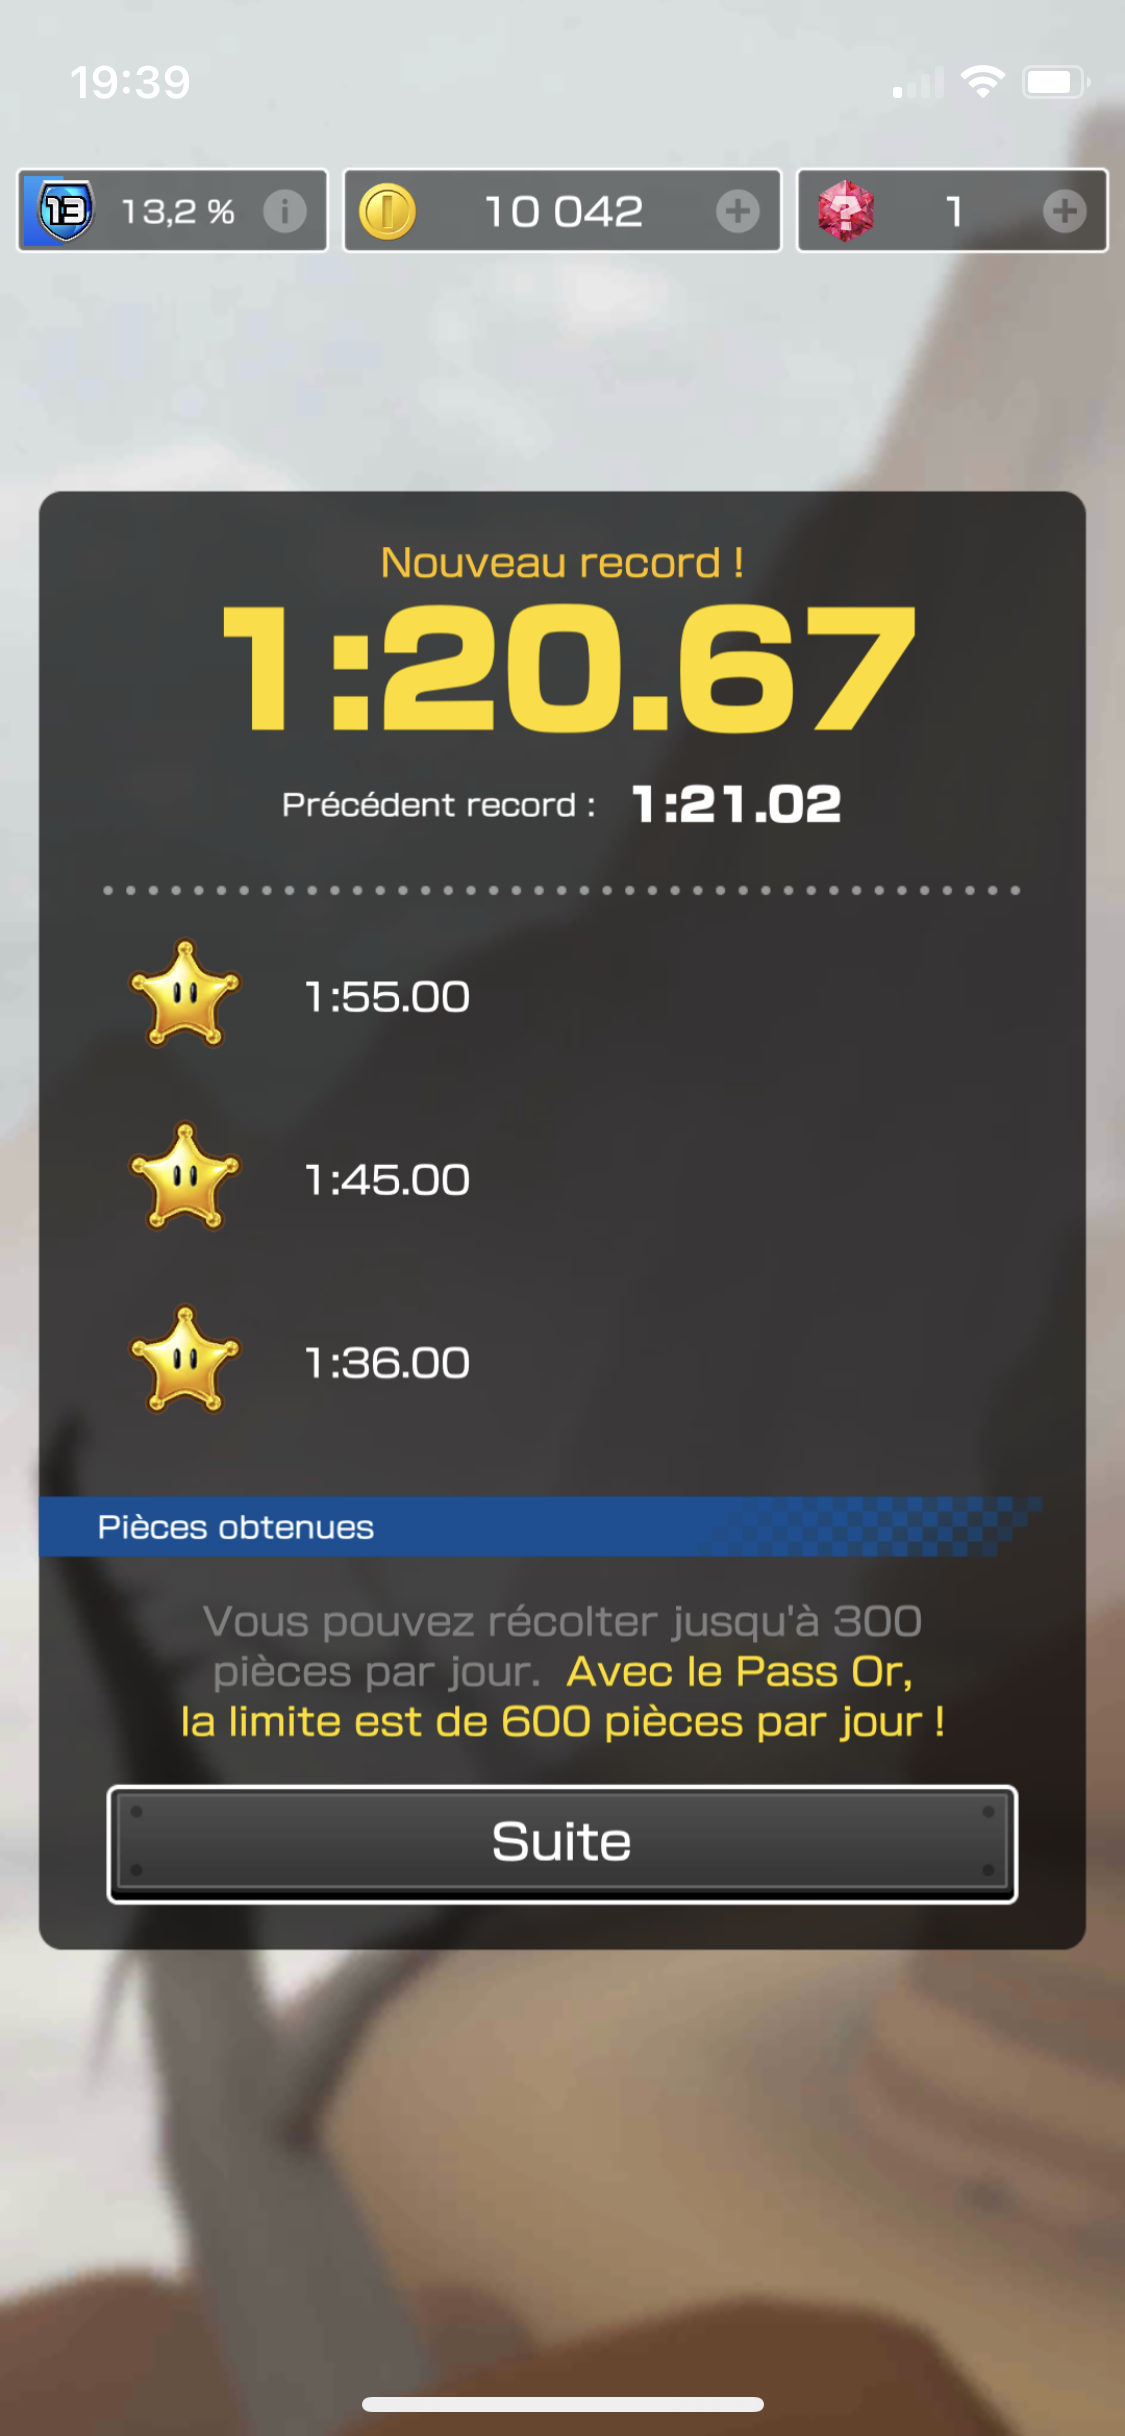 19:39
13 13,2 % i 10 042 + ? 1 +
Nouveau record !
1:20.67
Précédent record : 1:21.02
1:55.00
1:45.00
1:36.00
Pièces obtenues
Vous pouvez récolter jusqu'à 300
pièces par jour. Avec le Pass Or,
la limite est de 600 pièces par jour !
Suite